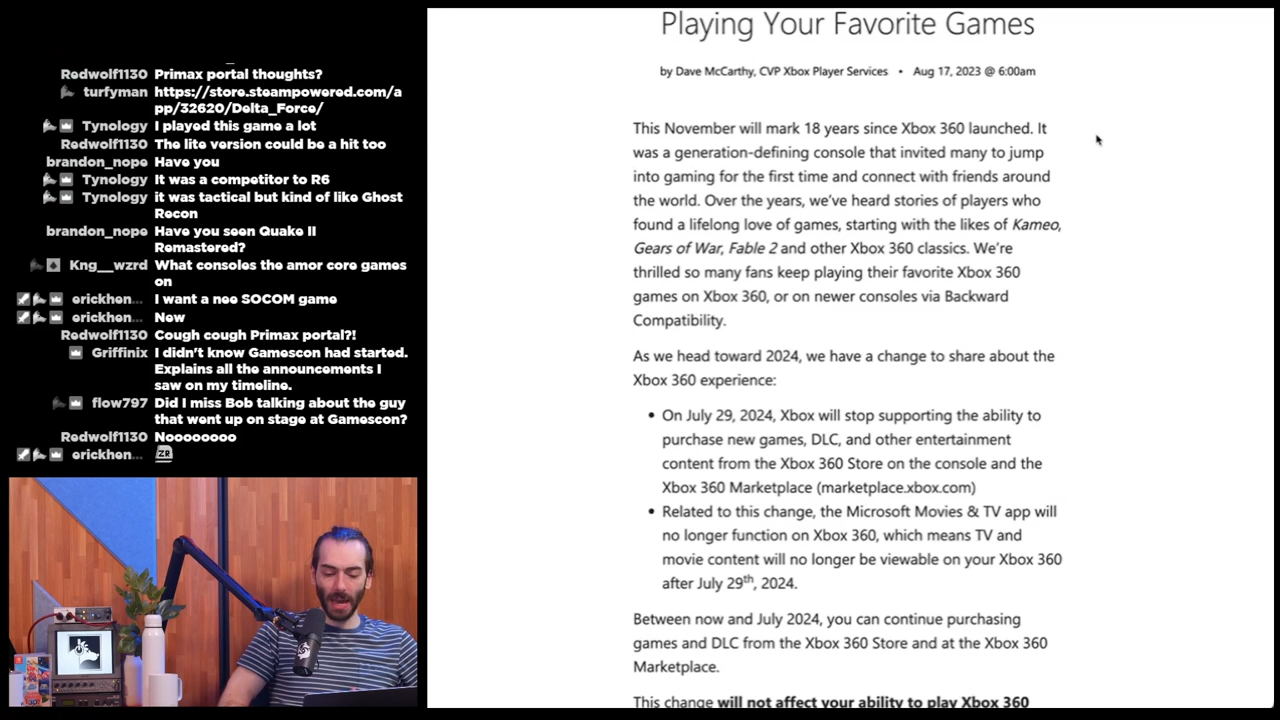 Redwolf1130 Primax portal thoughts?
turfyman https://store.steampowered.com/a
pp/32620/Delta_Force/
Tynology I played this game a lot
Redwolf1130 The lite version could be a hit too
brandon_nope Have you
Tynology It was a competitor to R6
Tynology it was tactical but kind of like Ghost
Recon
brandon_nope Have you seen Quake II
Remastered?
Kng__wzrd What consoles the amor core games
on
erickhen... I want a nee SOCOM game
erickhen... New
Redwolf1130 Cough cough Primax portal?!
Griffinix I didn't know Gamescon had started.
Explains all the announcements I
saw on my timeline.
flow797 Did I miss Bob talking about the guy
that went up on stage at Gamescon?
Redwolf1130 Noooooooo
erickhen...
Playing Your Favorite Games
by Dave McCarthy, CVP Xbox Player Services • Aug 17, 2023 @ 6:00am
This November will mark 18 years since Xbox 360 launched. It
was a generation-defining console that invited many to jump
into gaming for the first time and connect with friends around
the world. Over the years, we've heard stories of players who
found a lifelong love of games, starting with the likes of Kameo,
Gears of War, Fable 2 and other Xbox 360 classics. We're
thrilled so many fans keep playing their favorite Xbox 360
games on Xbox 360, or on newer consoles via Backward
Compatibility.
As we head toward 2024, we have a change to share about the
Xbox 360 experience:
• On July 29, 2024, Xbox will stop supporting the ability to
purchase new games, DLC, and other entertainment
content from the Xbox 360 Store on the console and the
Xbox 360 Marketplace (marketplace.xbox.com)
• Related to this change, the Microsoft Movies & TV app will
no longer function on Xbox 360, which means TV and
movie content will no longer be viewable on your Xbox 360
after July 29th, 2024.
Between now and July 2024, you can continue purchasing
games and DLC from the Xbox 360 Store and at the Xbox 360
Marketplace.
This change will not affect your ability to play Xbox 360